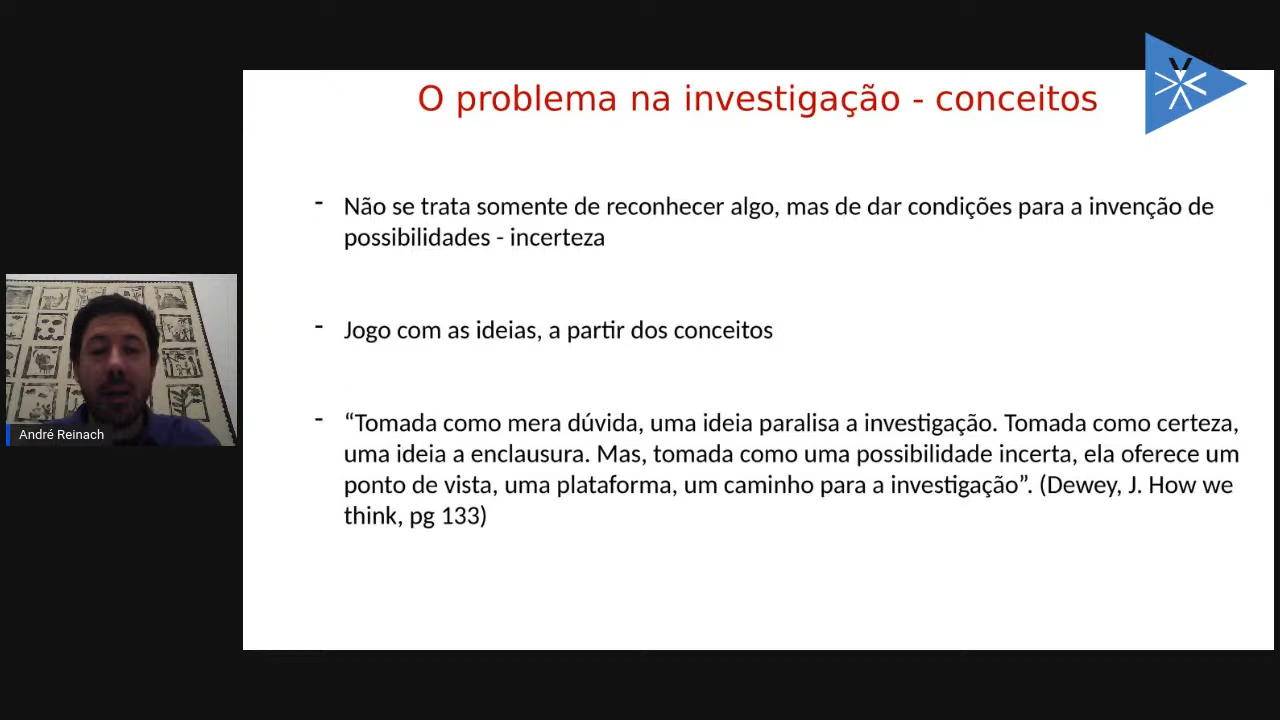 O problema na investigação - conceitos
- Não se trata somente de reconhecer algo, mas de dar condições para a invenção de
possibilidades - incerteza
- Jogo com as ideias, a partir dos conceitos
- “Tomada como mera dúvida, uma ideia paralisa a investigação. Tomada como certeza,
uma ideia a enclausura. Mas, tomada como uma possibilidade incerta, ela oferece um
ponto de vista, uma plataforma, um caminho para a investigação”. (Dewey, J. How we
think, pg 133)
André Reinach